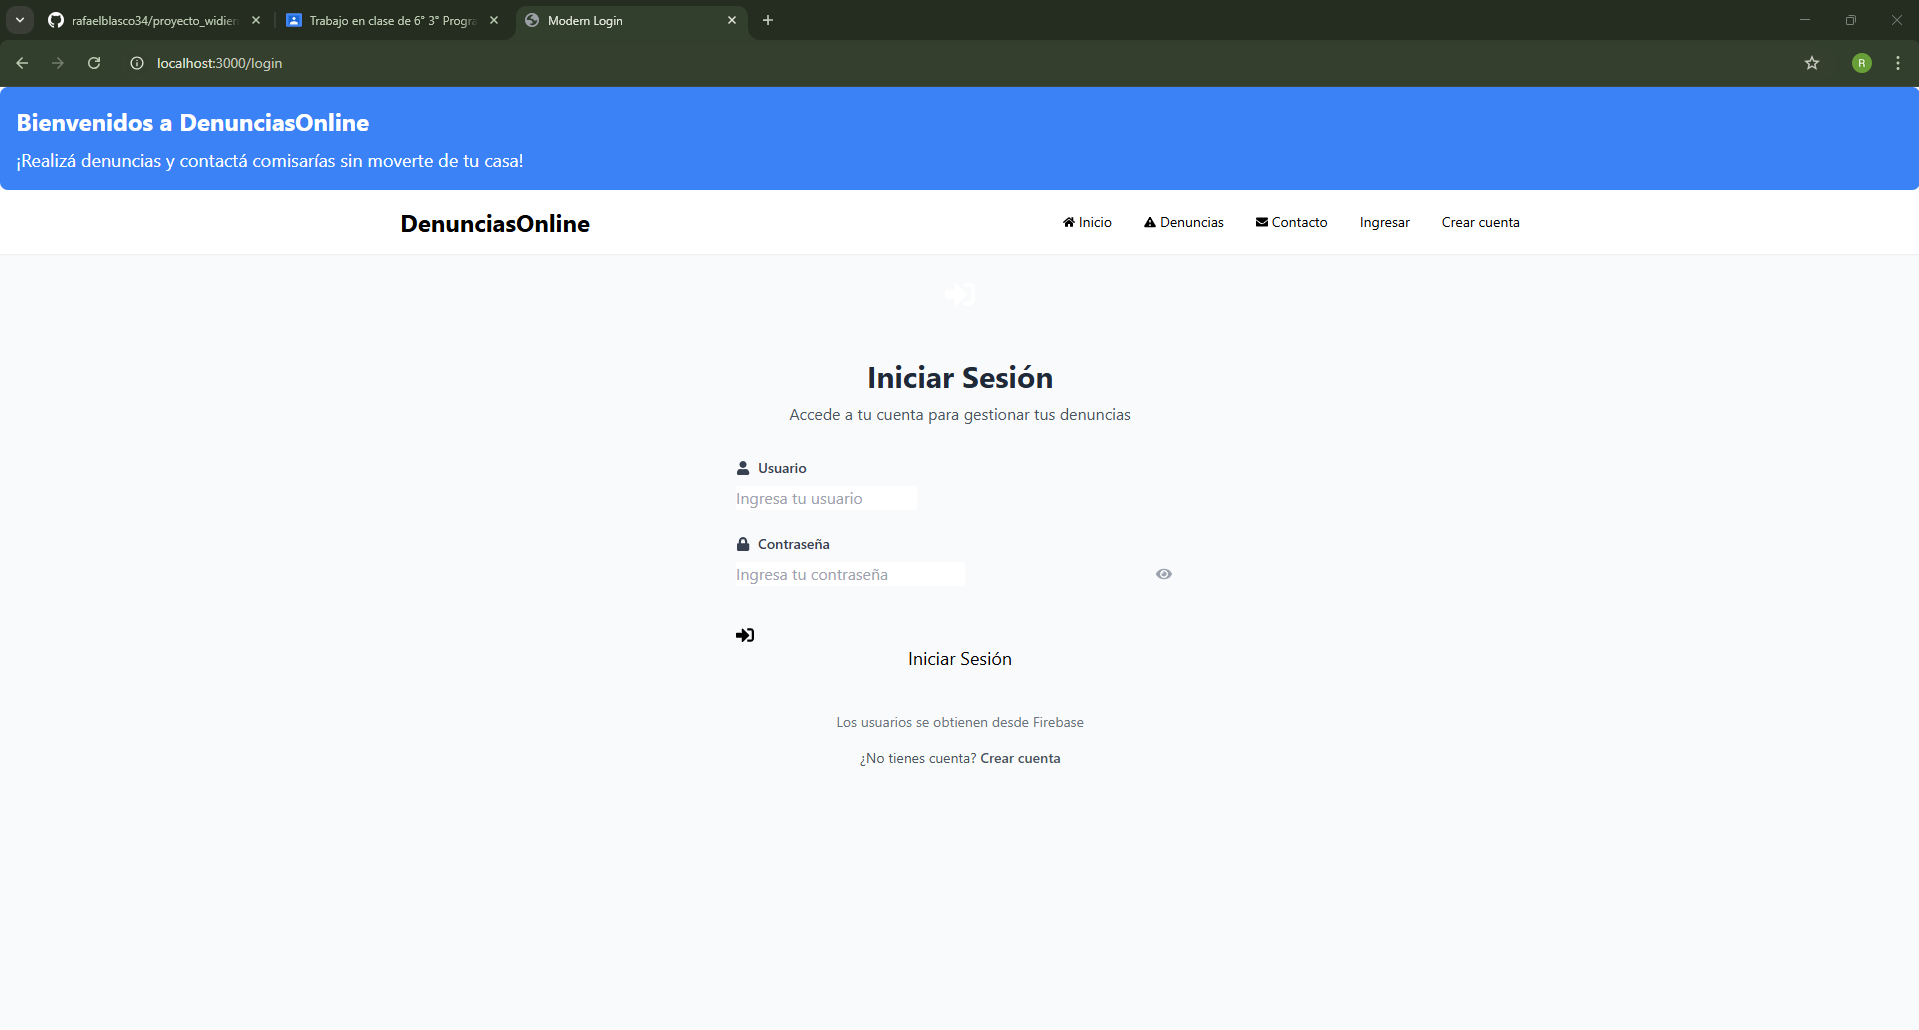 rafaelblasco34/proyecto_widier
Trabajo en clase de 6° 3° Progra
Modern Login
localhost:3000/login
R
Bienvenidos a DenunciasOnline
¡Realizá denuncias y contactá comisarías sin moverte de tu casa!
DenunciasOnline
Inicio
Denuncias
Contacto
Ingresar
Crear cuenta
Iniciar Sesión
Accede a tu cuenta para gestionar tus denuncias
Usuario
Ingresa tu usuario
Contraseña
Ingresa tu contraseña
Iniciar Sesión
Los usuarios se obtienen desde Firebase
¿No tienes cuenta? Crear cuenta